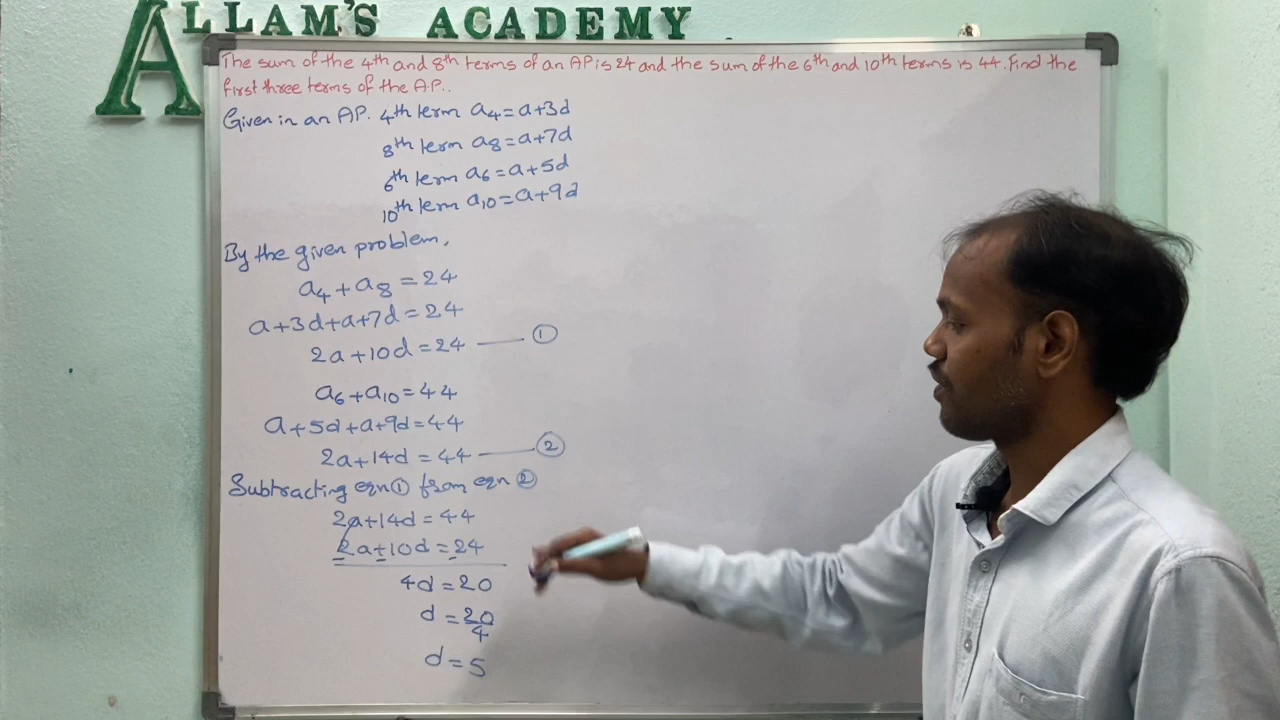 ALLAM'S ACADEMY
The sum of the 4th and 8th terms of an AP is 24 and the sum of the 6th and 10th terms is 44. Find the
first three terms of the A.P..
Given in an AP. 4th term a4=a+3d
8th term a8=a+7d
6th term a6=a+5d
10th term a10=a+9d
By the given problem,
a4+a8=24
a+3d+a+7d=24
2a+10d=24 —— ①
a6+a10=44
a+5d+a+9d=44
2a+14d=44 —— ②
Subtracting eqn① from eqn②
2a+14d=44
2a+10d=24
4d=20
d=20/4
d=5